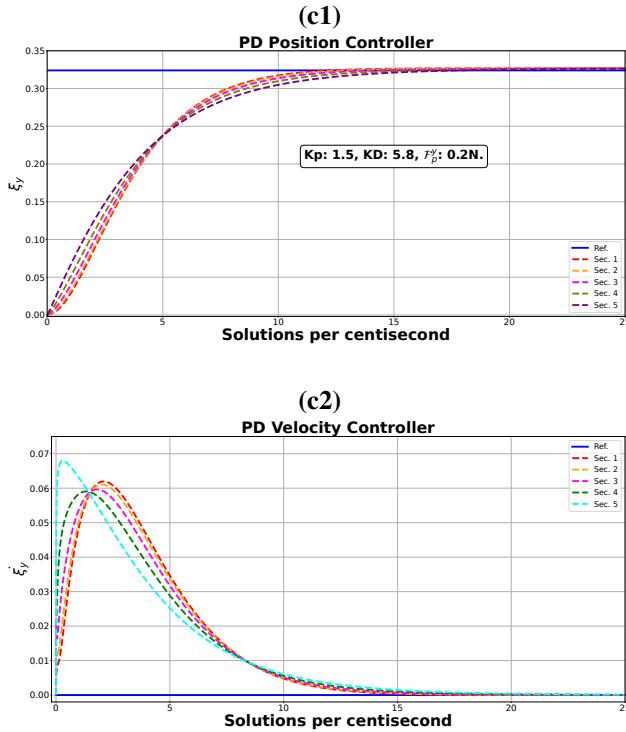 (c1)
PD Position Controller
0.35
0.30
0.25
0.20
0.15
0.10
0.05
0.00
ξy
Kp: 1.5, KD: 5.8, 𝓕ₚʸ: 0.2N.
Ref.
Sec. 1
Sec. 2
Sec. 3
Sec. 4
Sec. 5
0 5 10 15 20 25
Solutions per centisecond
(c2)
PD Velocity Controller
0.07
0.06
0.05
0.04
0.03
0.02
0.01
0.00
ξ̇y
Ref.
Sec. 1
Sec. 2
Sec. 3
Sec. 4
Sec. 5
0 5 10 15 20 25
Solutions per centisecond